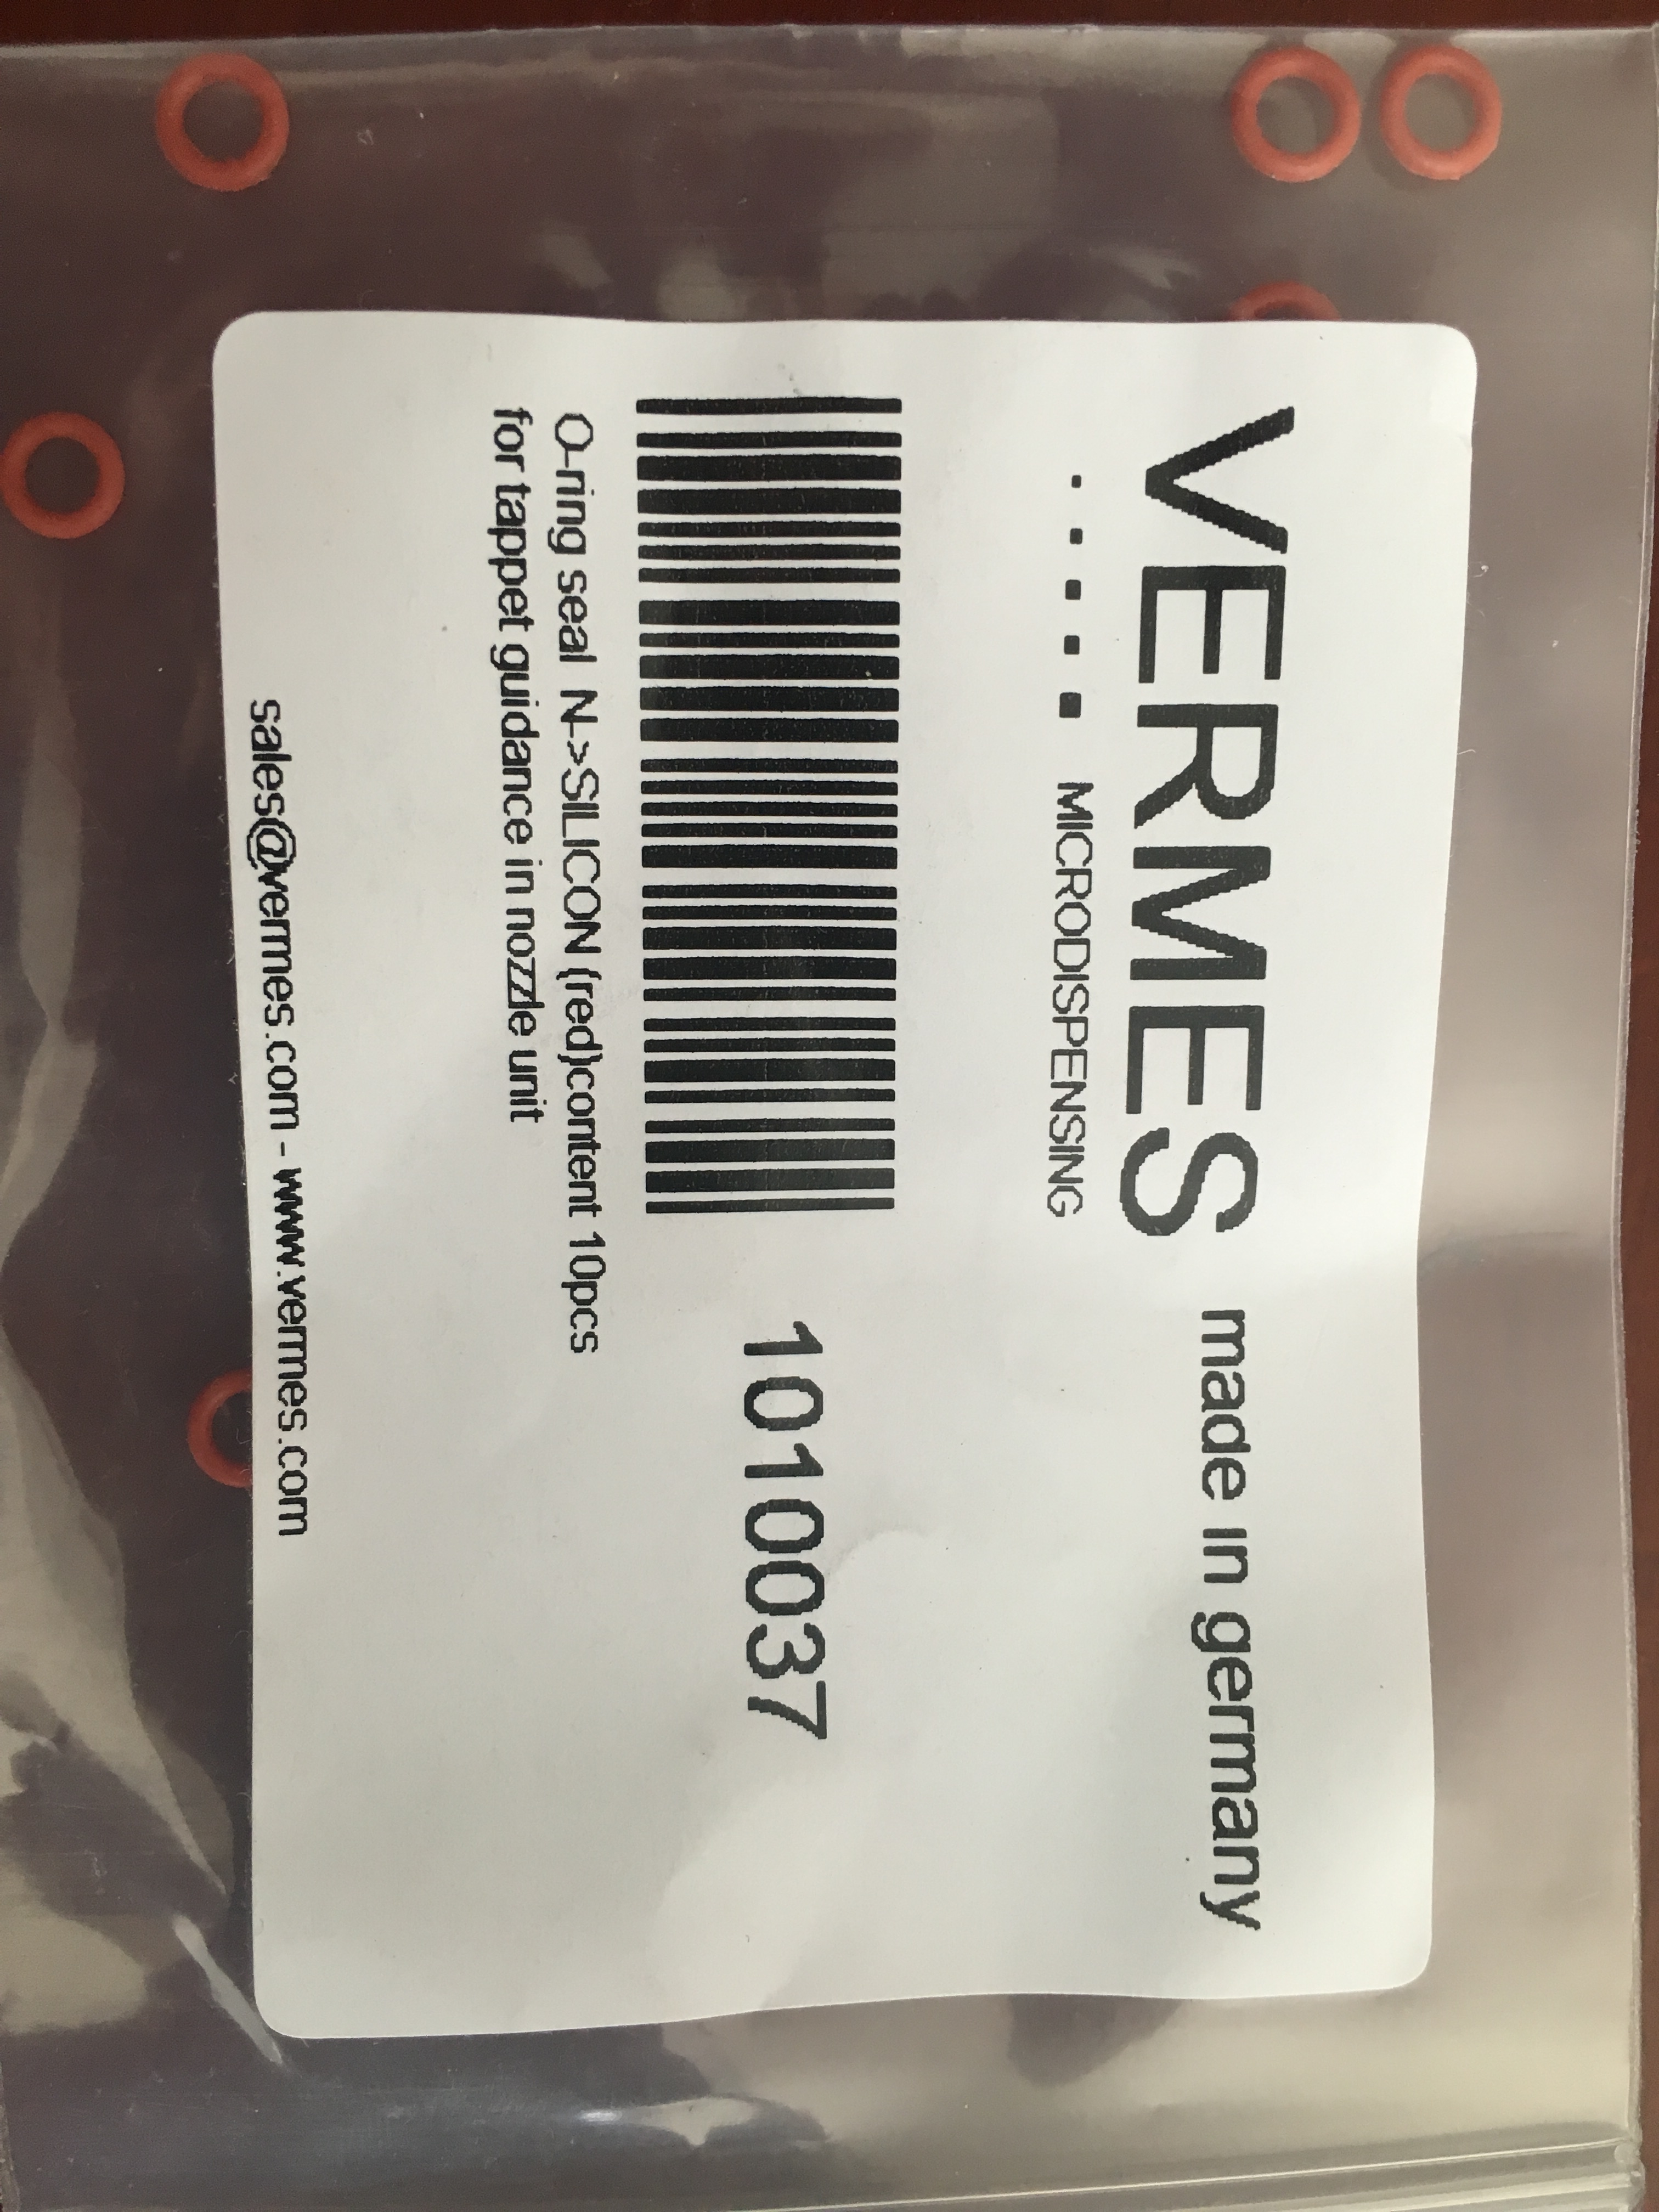 VERMES made in germany
MICRODISPENSING
1010037
O-ring seal N->SILICON (red)content 10pcs
for tappet guidance in nozzle unit
sales@vermes.com - www.vermes.com